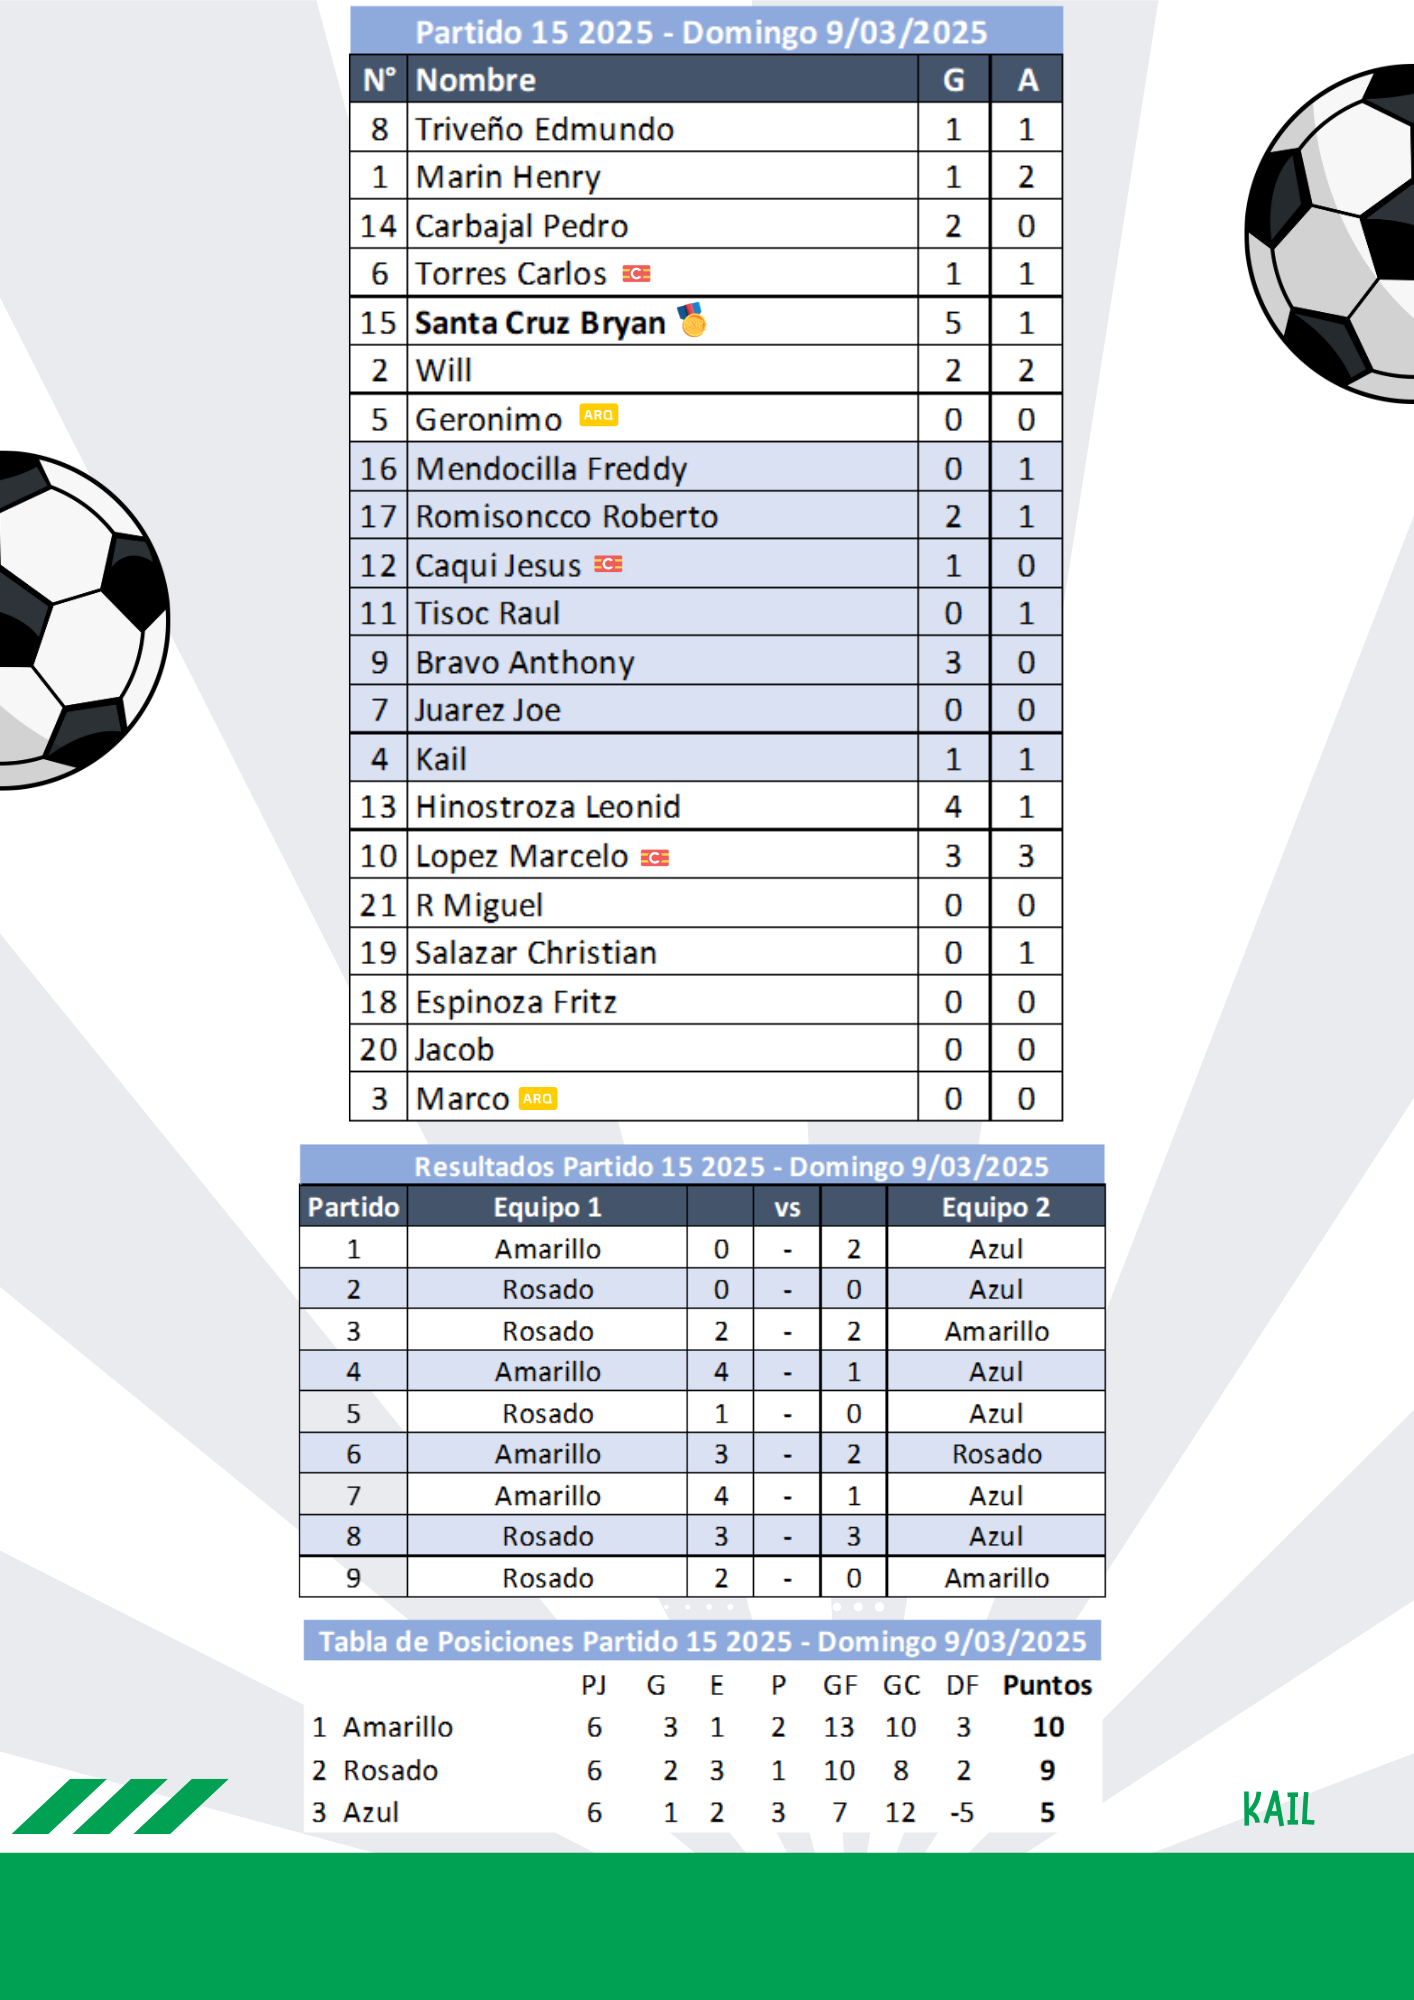 Partido 15 2025 - Domingo 9/03/2025
N° Nombre G A
8 Triveño Edmundo 1 1
1 Marin Henry 1 2
14 Carbajal Pedro 2 0
6 Torres Carlos C 1 1
15 Santa Cruz Bryan 5 1
2 Will 2 2
5 Geronimo ARQ 0 0
16 Mendocilla Freddy 0 1
17 Romisoncco Roberto 2 1
12 Caqui Jesus C 1 0
11 Tisoc Raul 0 1
9 Bravo Anthony 3 0
7 Juarez Joe 0 0
4 Kail 1 1
13 Hinostroza Leonid 4 1
10 Lopez Marcelo C 3 3
21 R Miguel 0 0
19 Salazar Christian 0 1
18 Espinoza Fritz 0 0
20 Jacob 0 0
3 Marco ARQ 0 0
Resultados Partido 15 2025 - Domingo 9/03/2025
Partido Equipo 1 vs Equipo 2
1 Amarillo 0 - 2 Azul
2 Rosado 0 - 0 Azul
3 Rosado 2 - 2 Amarillo
4 Amarillo 4 - 1 Azul
5 Rosado 1 - 0 Azul
6 Amarillo 3 - 2 Rosado
7 Amarillo 4 - 1 Azul
8 Rosado 3 - 3 Azul
9 Rosado 2 - 0 Amarillo
Tabla de Posiciones Partido 15 2025 - Domingo 9/03/2025
PJ G E P GF GC DF Puntos
1 Amarillo 6 3 1 2 13 10 3 10
2 Rosado 6 2 3 1 10 8 2 9
3 Azul 6 1 2 3 7 12 -5 5
KAIL